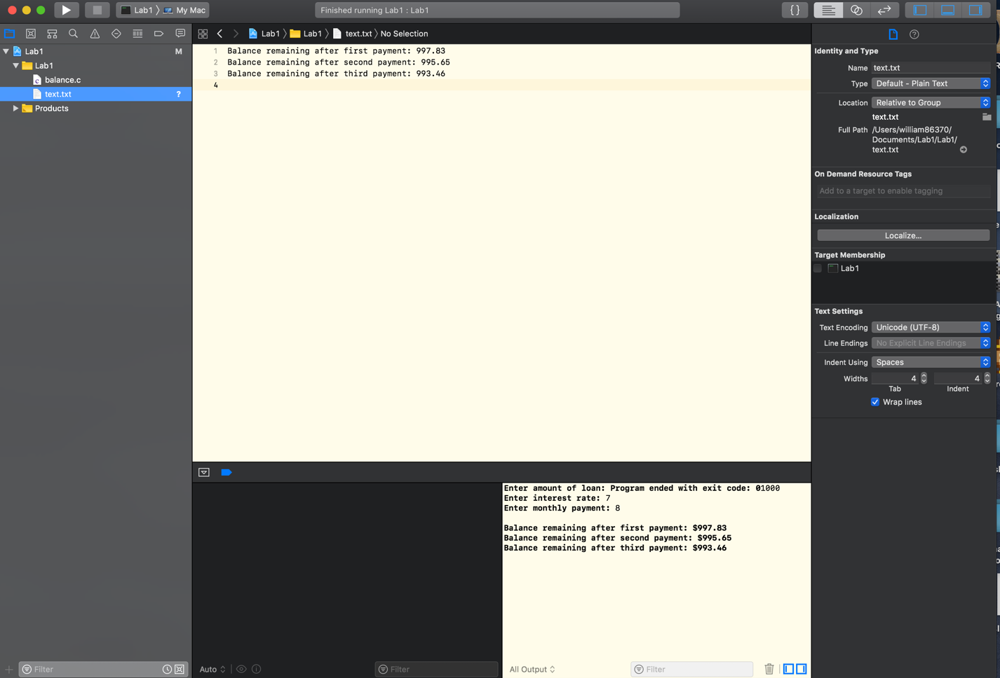 Lab1 〉 My Mac
Finished running Lab1 : Lab1
{}
Lab1
M
Lab1
balance.c
text.txt
?
Products
Lab1 〉 Lab1 〉 text.txt 〉 No Selection
1 Balance remaining after first payment: 997.83
2 Balance remaining after second payment: 995.65
3 Balance remaining after third payment: 993.46
4
Identity and Type
Name text.txt
Type Default - Plain Text
Location Relative to Group
text.txt
Full Path /Users/william86370/
Documents/Lab1/Lab1/
text.txt
On Demand Resource Tags
Add to a target to enable tagging
Localization
Localize...
Target Membership
Lab1
Text Settings
Text Encoding Unicode (UTF-8)
Line Endings No Explicit Line Endings
Indent Using Spaces
Widths 4 4
Tab Indent
Wrap lines
Enter amount of loan: Program ended with exit code: 01000
Enter interest rate: 7
Enter monthly payment: 8
Balance remaining after first payment: $997.83
Balance remaining after second payment: $995.65
Balance remaining after third payment: $993.46
Filter
Auto
Filter
All Output
Filter